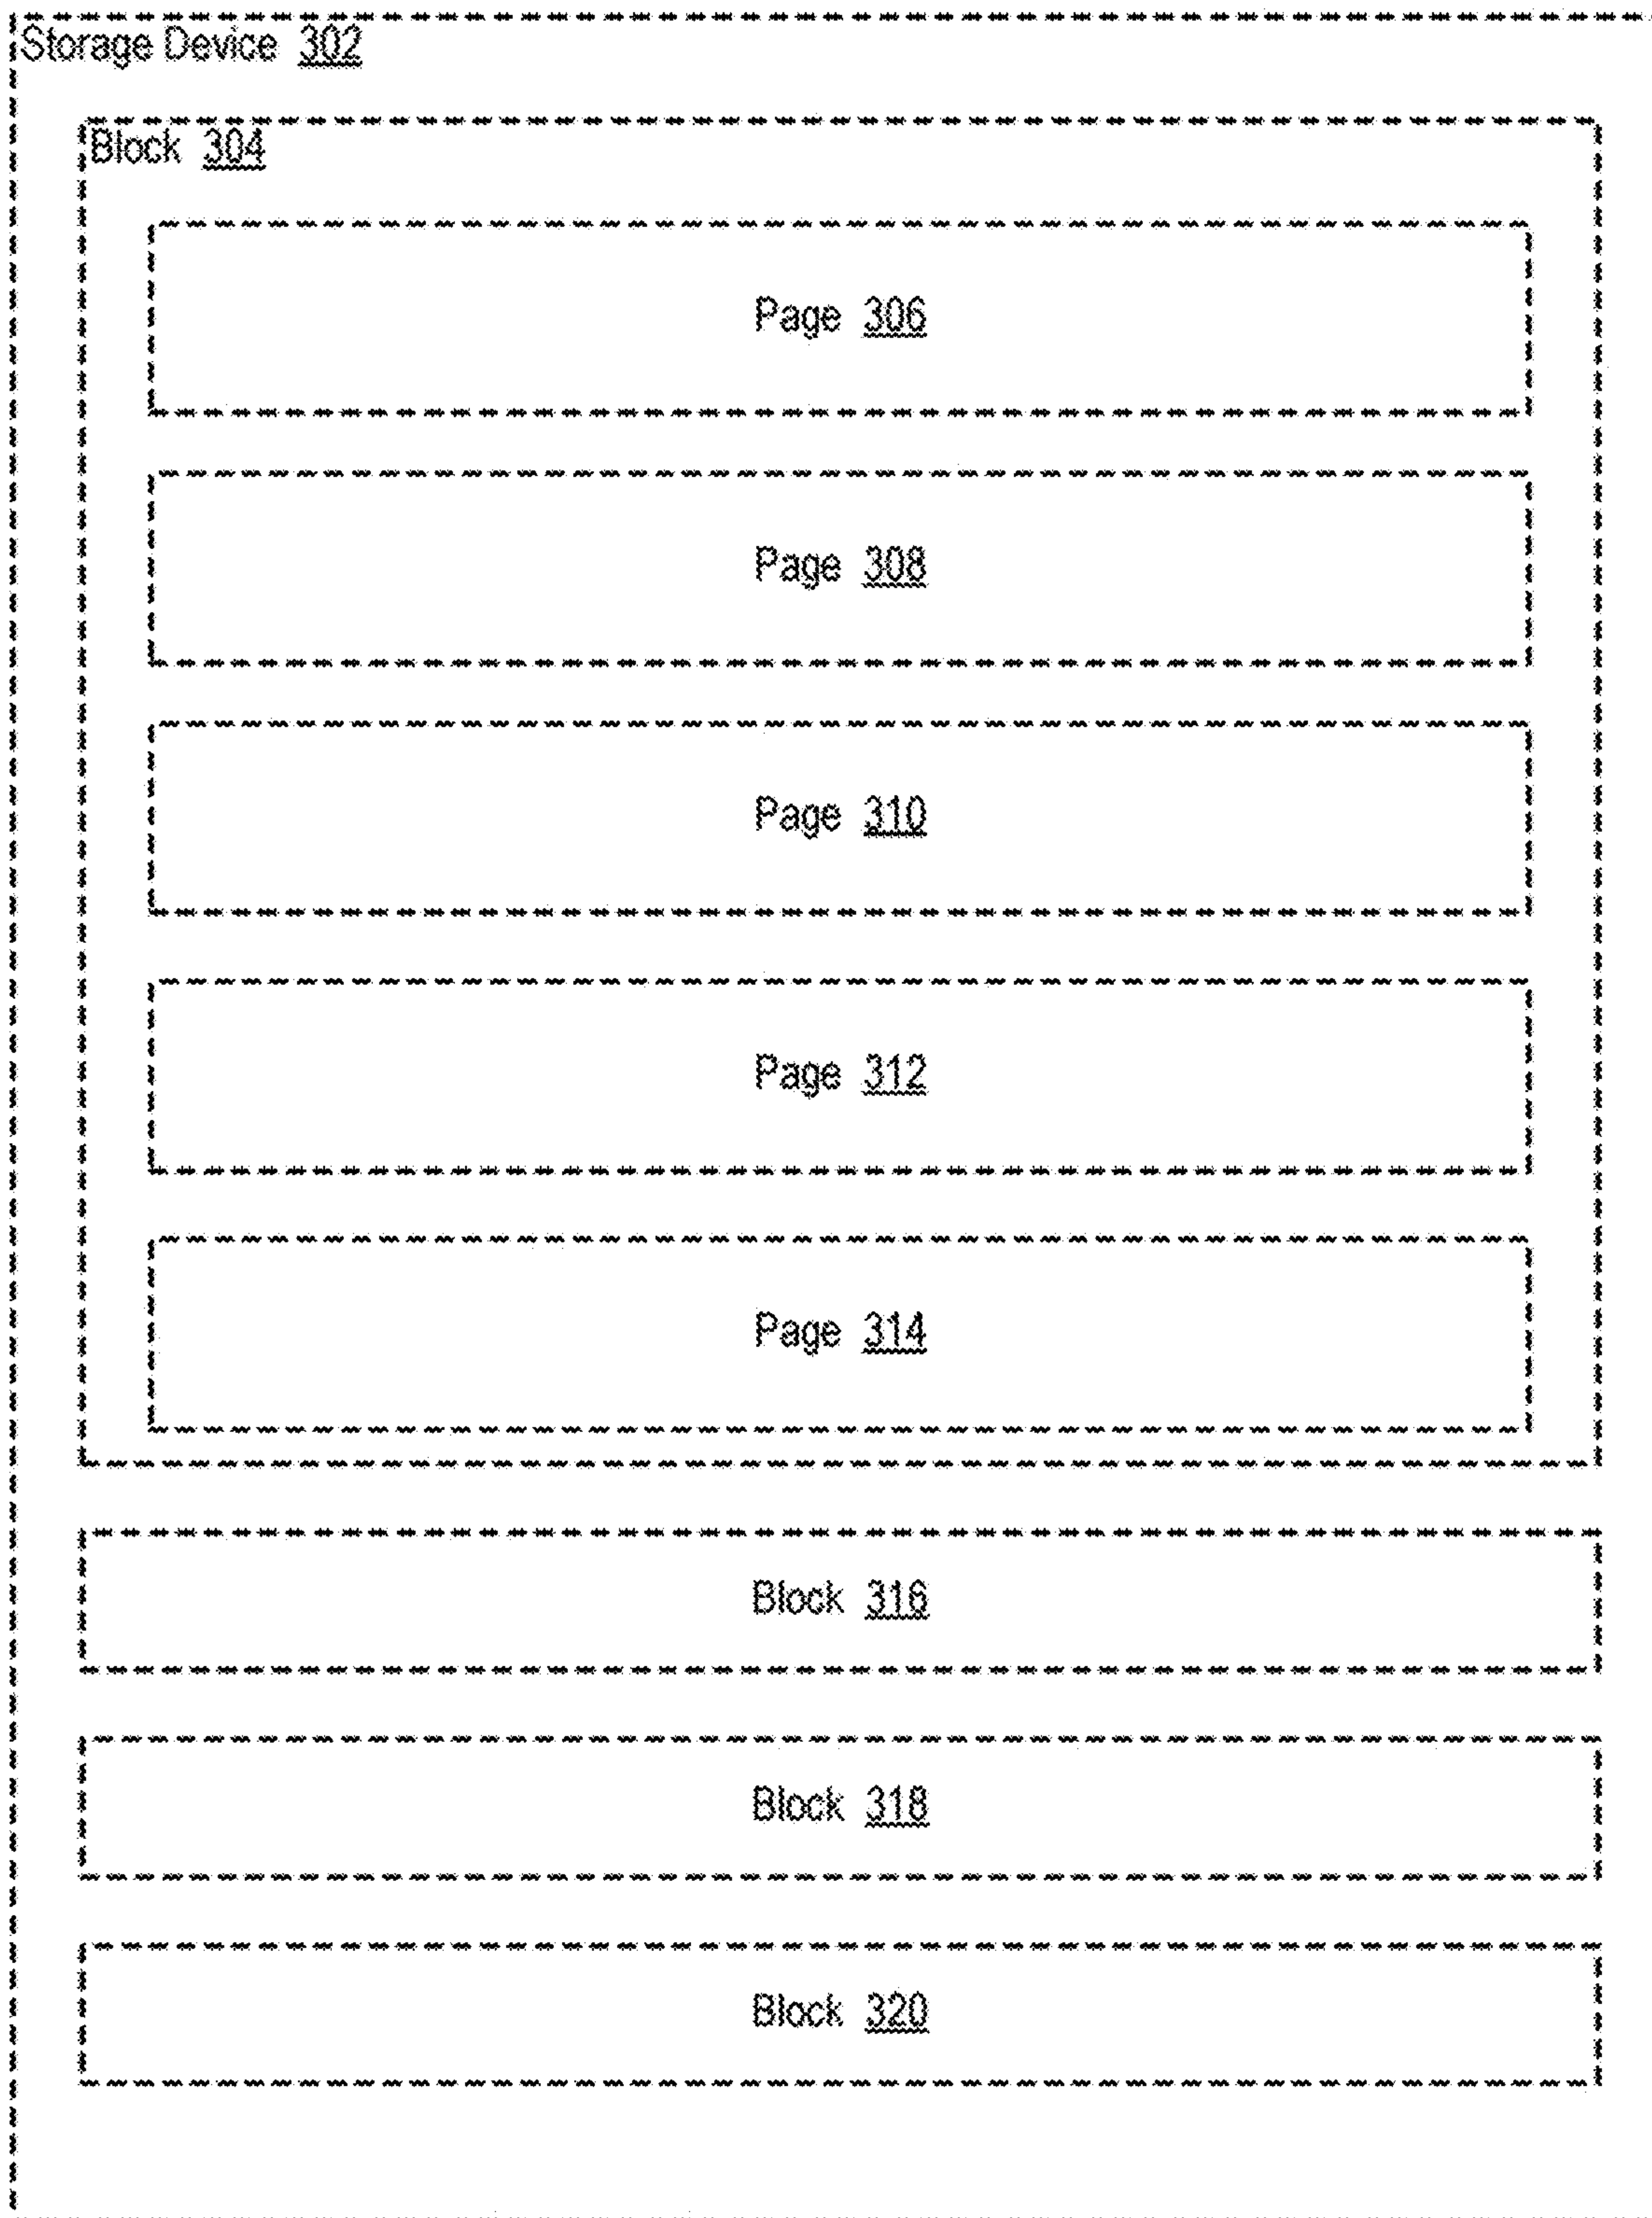 Storage Device 302
Block 304
Page 306
Page 308
Page 310
Page 312
Page 314
Block 316
Block 318
Block 320